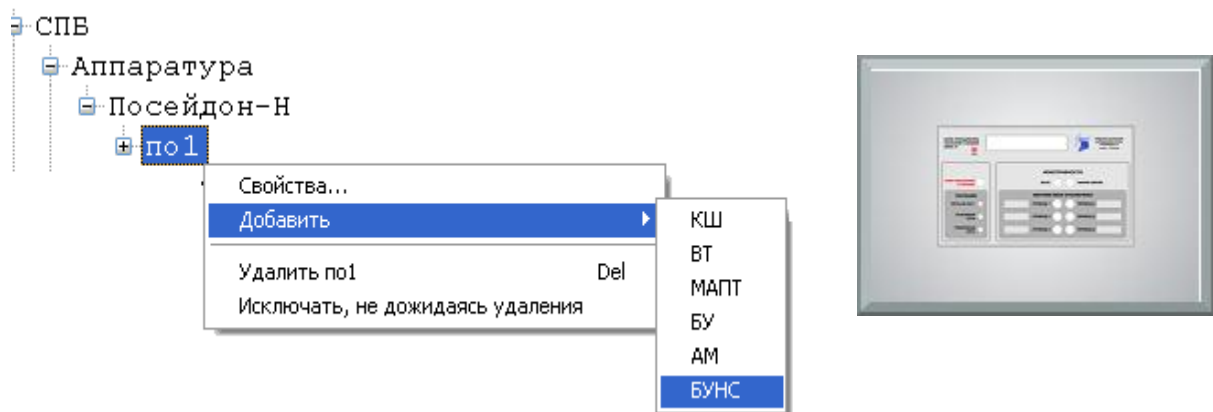 СПБ
Аппаратура
Посейдон-Н
по1
Свойства...
Добавить
Удалить по1 Del
Исключать, не дожидаясь удаления
КШ
ВТ
МАПТ
БУ
АМ
БУНС